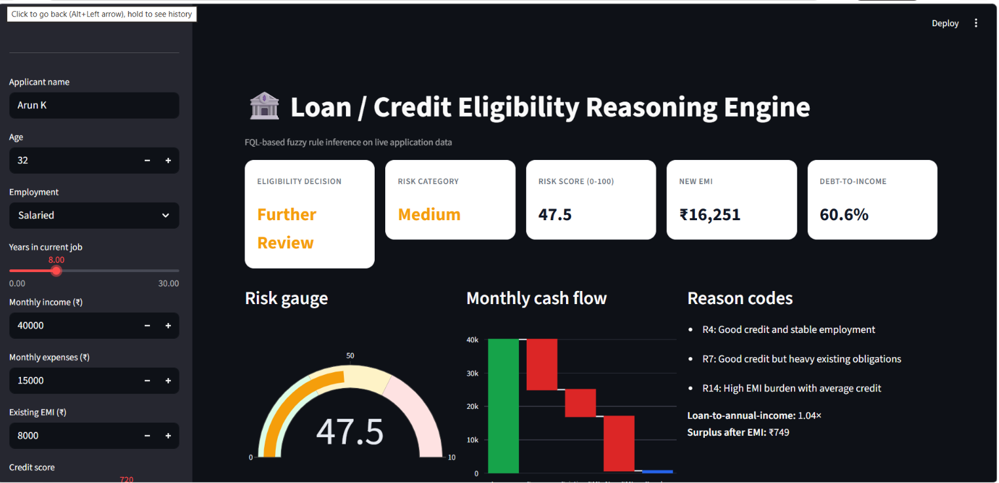 Click to go back (Alt+Left arrow), hold to see history
Deploy
Applicant name
Arun K
Age
32
Employment
Salaried
Years in current job
8.00
0.00 30.00
Monthly income (₹)
40000
Monthly expenses (₹)
15000
Existing EMI (₹)
8000
Credit score
720
Loan / Credit Eligibility Reasoning Engine
FQL-based fuzzy rule inference on live application data
ELIGIBILITY DECISION
Further
Review
RISK CATEGORY
Medium
RISK SCORE (0-100)
47.5
NEW EMI
₹16,251
DEBT-TO-INCOME
60.6%
Risk gauge
50
47.5
0 10
Monthly cash flow
40k
30k
20k
10k
0
Reason codes
R4: Good credit and stable employment
R7: Good credit but heavy existing obligations
R14: High EMI burden with average credit
Loan-to-annual-income: 1.04×
Surplus after EMI: ₹749